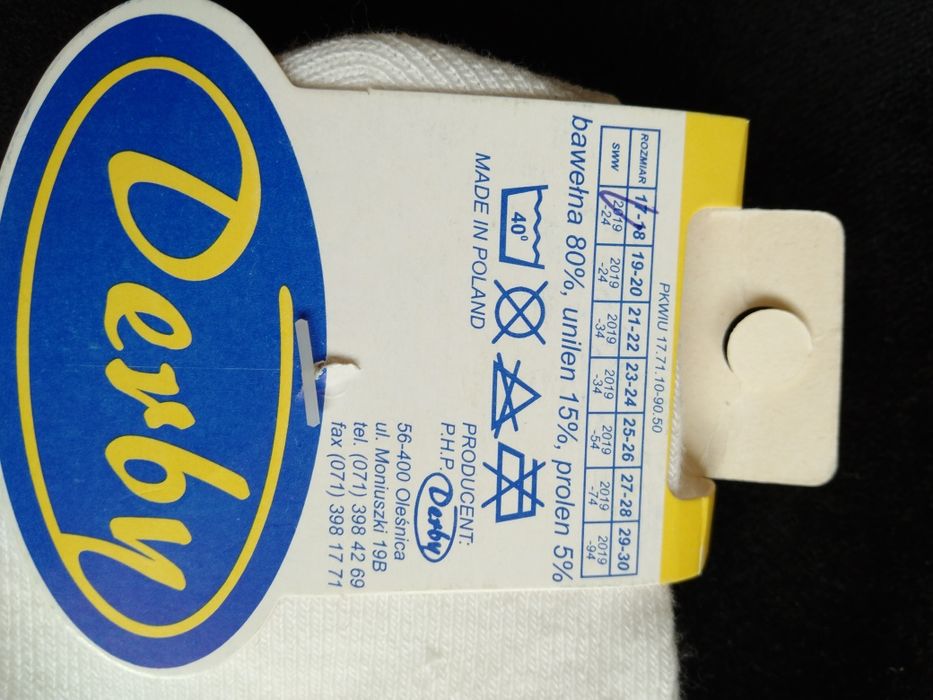 PKWIU 17.71.10-90.50
ROZMIAR 17-18 19-20 21-22 23-24 25-26 27-28 29-30
SWW 2019 -24 2019 -24 2019 -34 2019 -34 2019 -54 2019 -74 2019 -94
bawełna 80%, unilen 15%, prolen 5%
40°
MADE IN POLAND
PRODUCENT:
P.H.P. Derby
56-400 Oleśnica
ul. Moniuszki 19B
tel. (071) 398 42 69
fax (071) 398 17 71
Derby